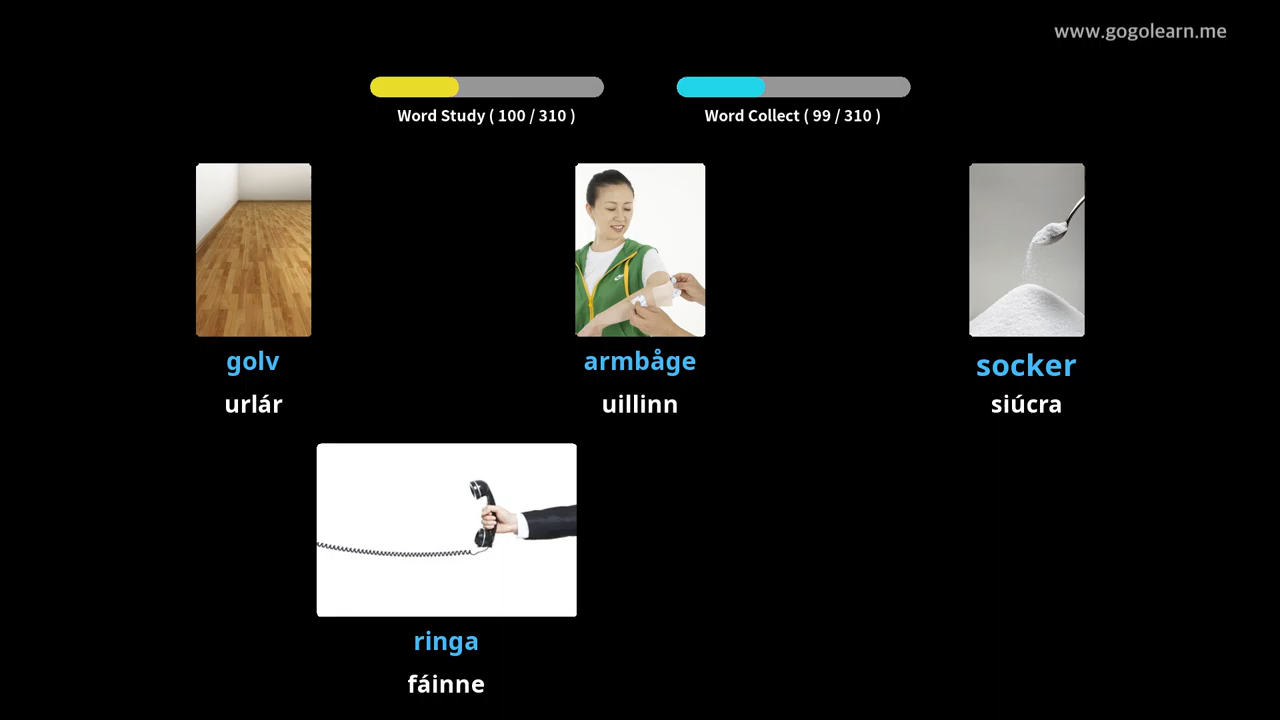 www.gogolearn.me
Word Study ( 100 / 310 )
Word Collect ( 99 / 310 )
golv
armbåge
socker
urlár
uillinn
siúcra
ringa
fáinne